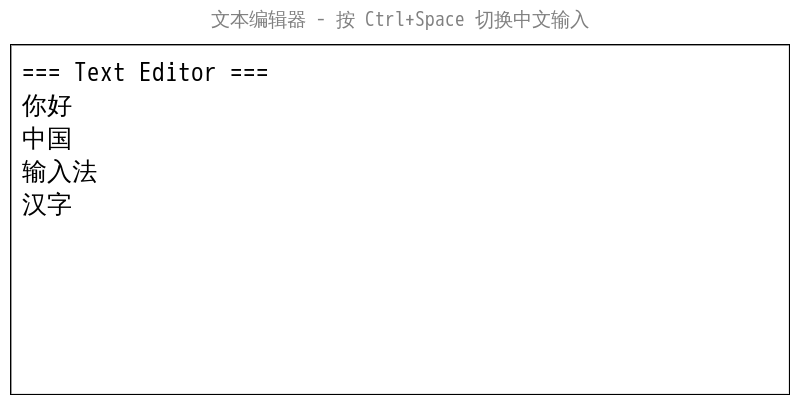 文本编辑器 - 按 Ctrl+Space 切换中文输入
=== Text Editor ===
你好
中国
输入法
汉字